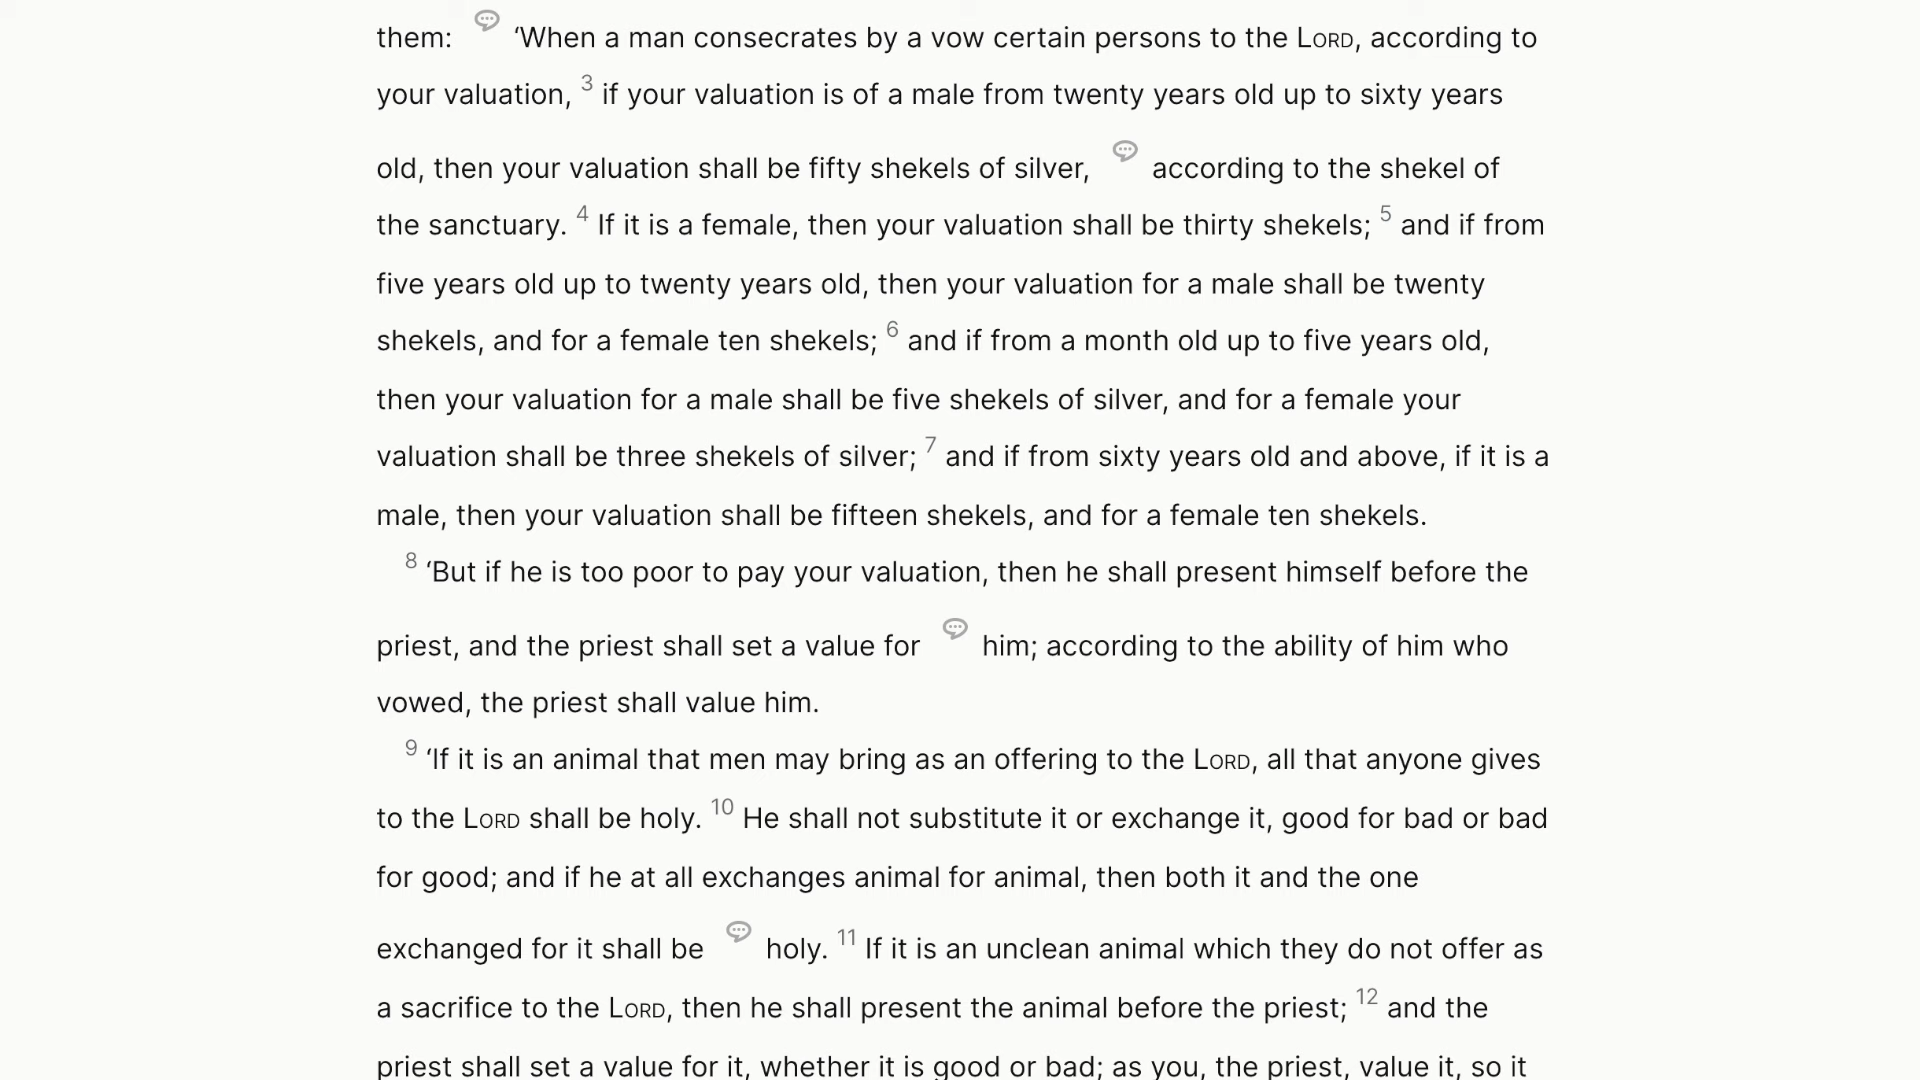 them: ‘When a man consecrates by a vow certain persons to the LORD, according to
your valuation, 3 if your valuation is of a male from twenty years old up to sixty years
old, then your valuation shall be fifty shekels of silver, according to the shekel of
the sanctuary. 4 If it is a female, then your valuation shall be thirty shekels; 5 and if from
five years old up to twenty years old, then your valuation for a male shall be twenty
shekels, and for a female ten shekels; 6 and if from a month old up to five years old,
then your valuation for a male shall be five shekels of silver, and for a female your
valuation shall be three shekels of silver; 7 and if from sixty years old and above, if it is a
male, then your valuation shall be fifteen shekels, and for a female ten shekels.
8 ‘But if he is too poor to pay your valuation, then he shall present himself before the
priest, and the priest shall set a value for him; according to the ability of him who
vowed, the priest shall value him.
9 ‘If it is an animal that men may bring as an offering to the LORD, all that anyone gives
to the LORD shall be holy. 10 He shall not substitute it or exchange it, good for bad or bad
for good; and if he at all exchanges animal for animal, then both it and the one
exchanged for it shall be holy. 11 If it is an unclean animal which they do not offer as
a sacrifice to the LORD, then he shall present the animal before the priest; 12 and the
priest shall set a value for it, whether it is good or bad; as you, the priest, value it, so it